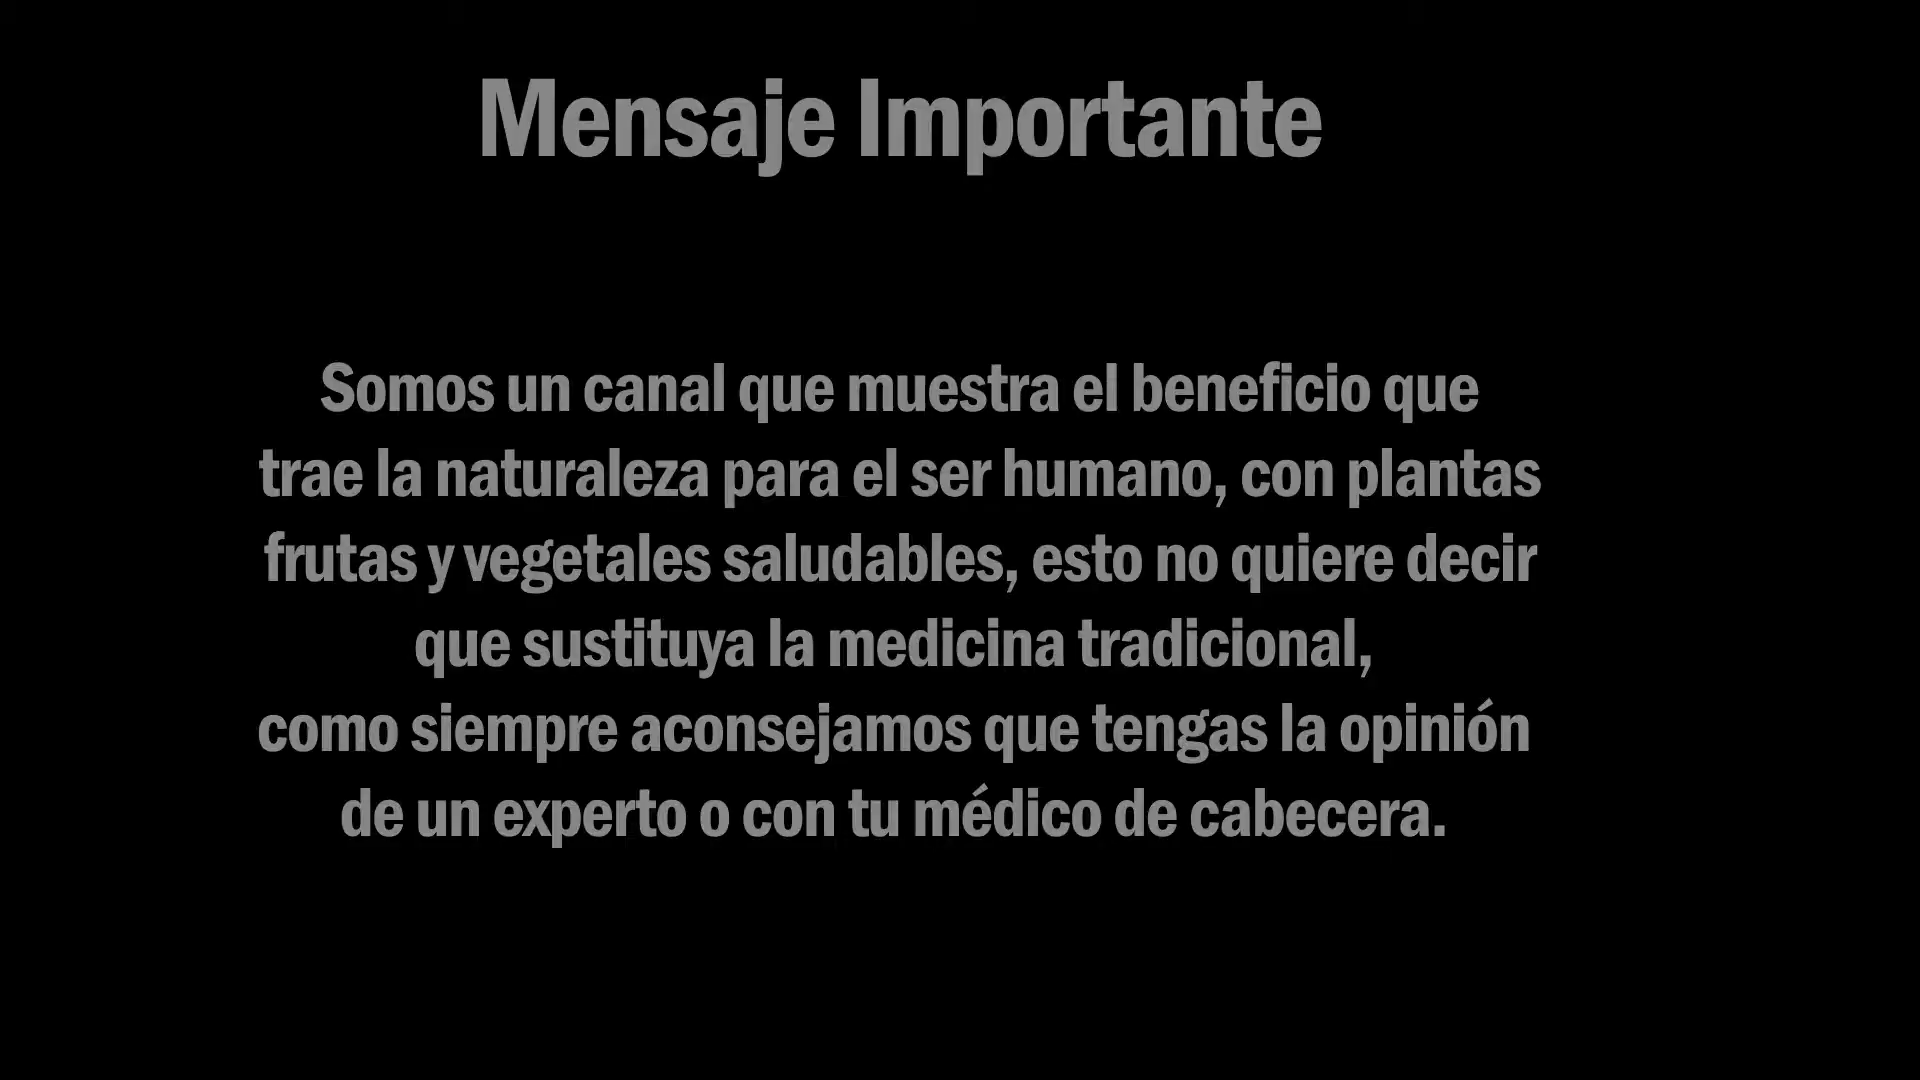 Mensaje Importante
Somos un canal que muestra el beneficio que
trae la naturaleza para el ser humano, con plantas
frutas y vegetales saludables, esto no quiere decir
que sustituya la medicina tradicional,
como siempre aconsejamos que tengas la opinión
de un experto o con tu médico de cabecera.